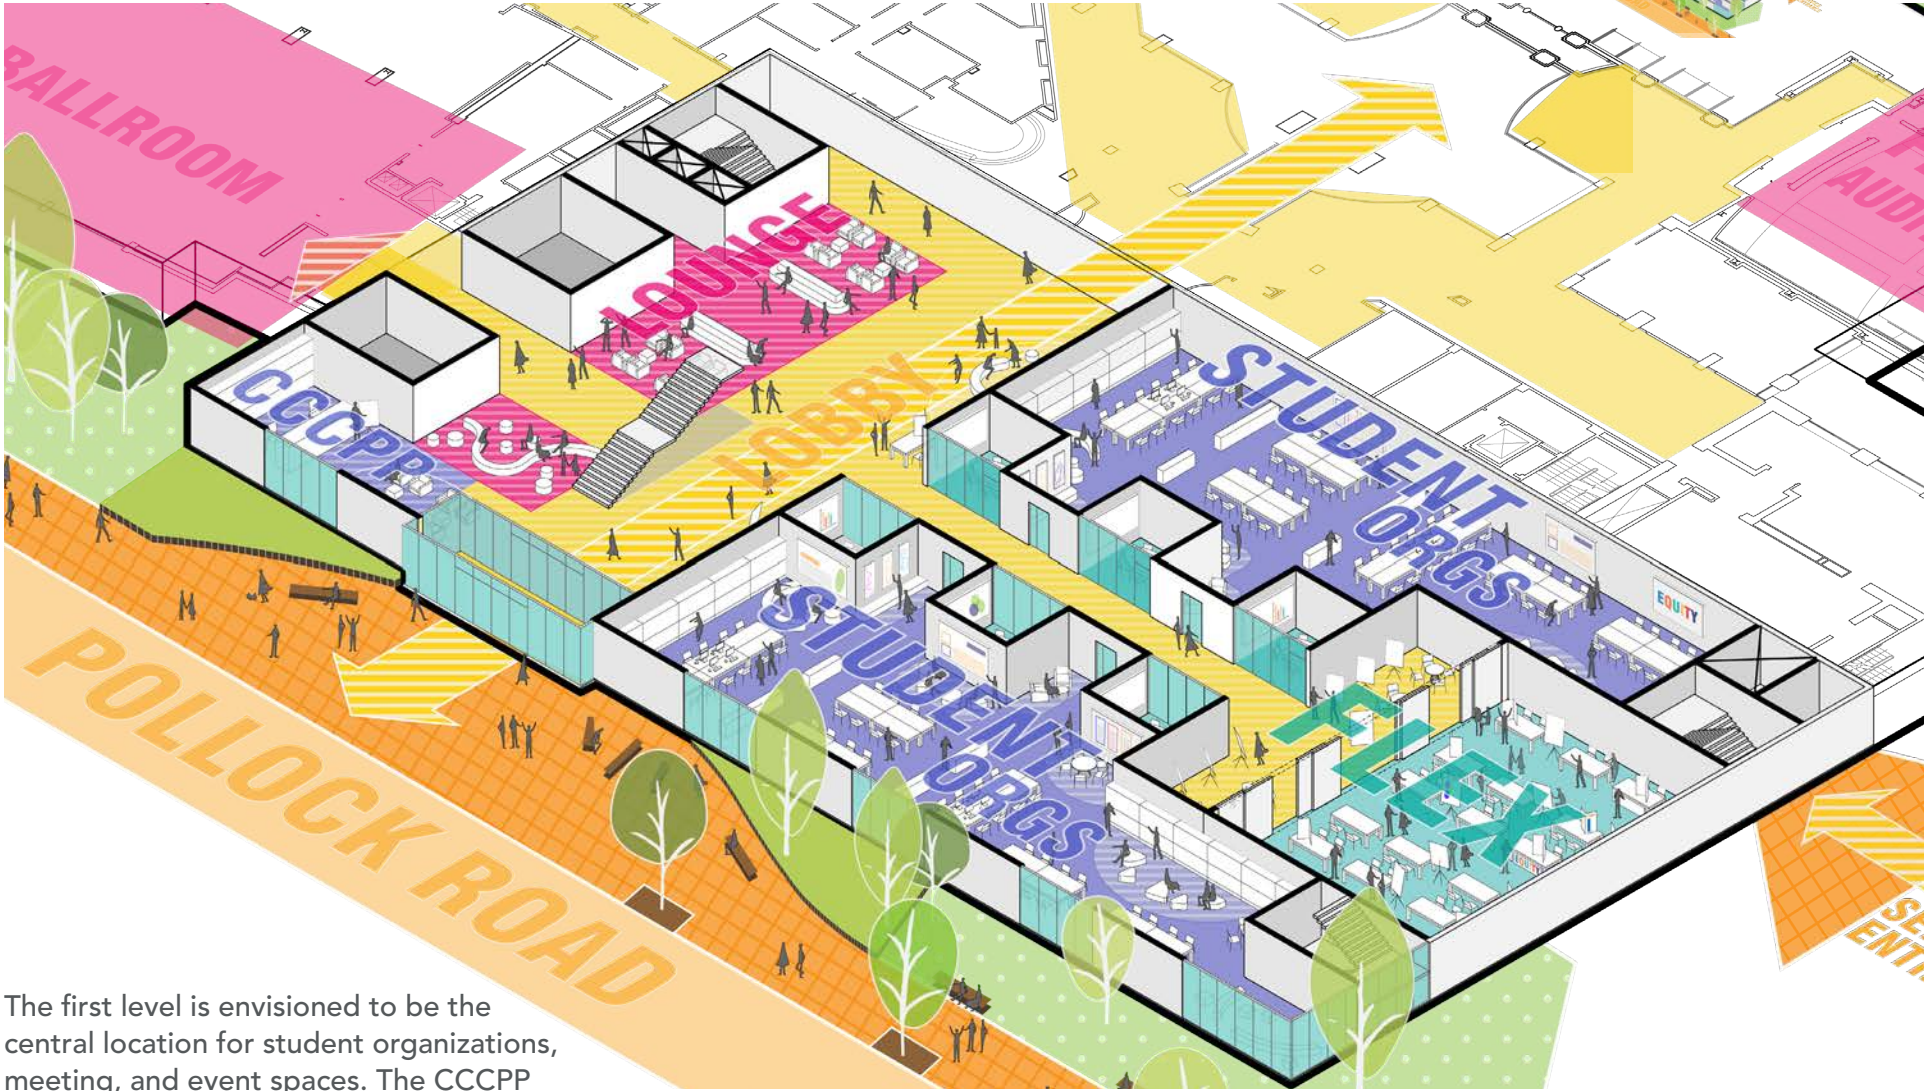 BALLROOM
AUDI
LOUNGE
LOBBY
CCCPP
STUDENT
ORGS
EQUITY
STUDENT
ORGS
FLEX
POLLOCK ROAD
The first level is envisioned to be the
central location for student organizations,
meeting, and event spaces. The CCCPP